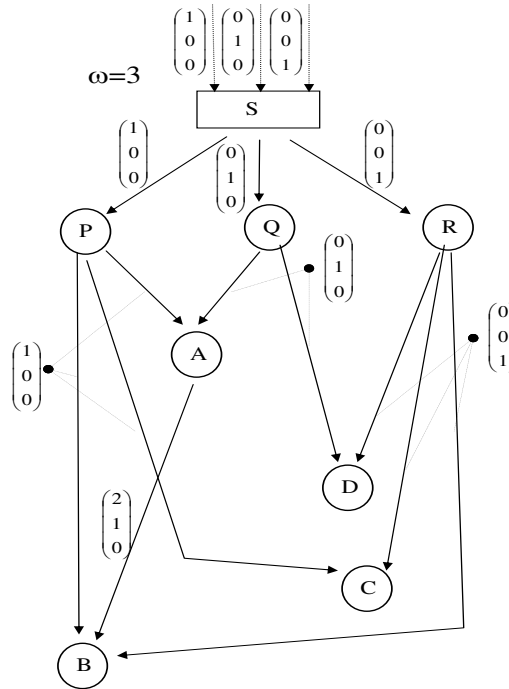 (1 0 0) (0 1 0) (0 0 1)
ω=3
S
(1 0 0) (0 1 0) (0 0 1)
P Q R
(0 1 0)
(0 0 1)
A
(1 0 0)
D
(2 1 0)
C
B